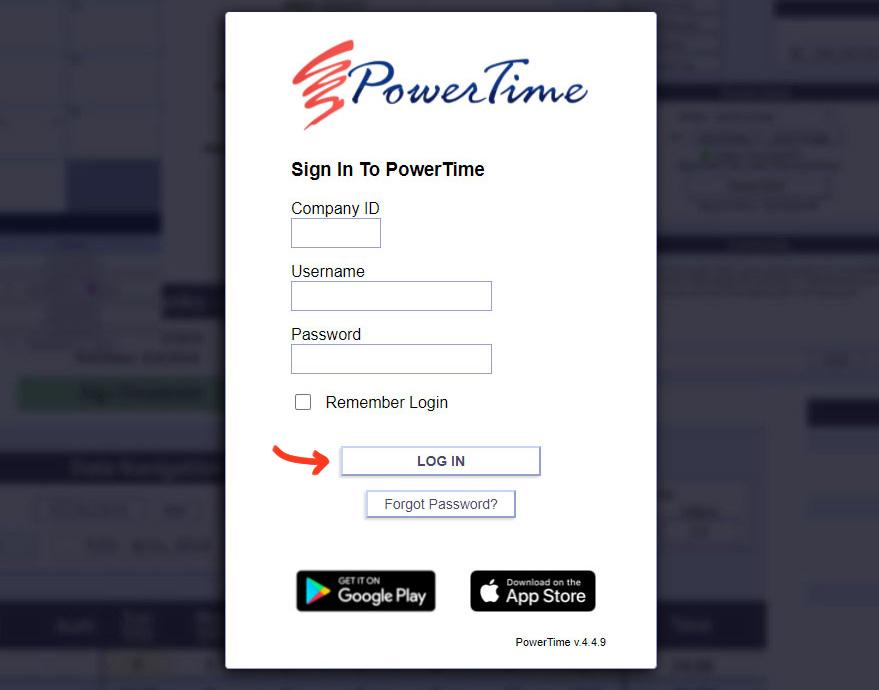 PowerTime
Sign In To PowerTime
Company ID
Username
Password
Remember Login
LOG IN
Forgot Password?
GET IT ON
Google Play
Download on the
App Store
PowerTime v.4.4.9